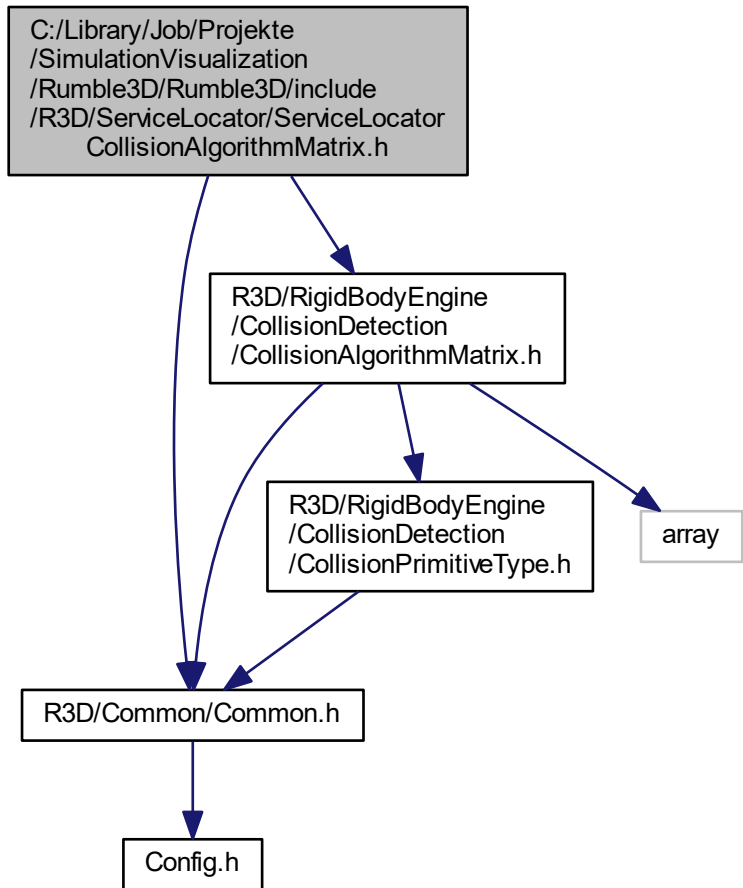 C:/Library/Job/Projekte
/SimulationVisualization
/Rumble3D/Rumble3D/include
/R3D/ServiceLocator/ServiceLocator
CollisionAlgorithmMatrix.h
R3D/RigidBodyEngine
/CollisionDetection
/CollisionAlgorithmMatrix.h
R3D/RigidBodyEngine
/CollisionDetection
/CollisionPrimitiveType.h
array
R3D/Common/Common.h
Config.h